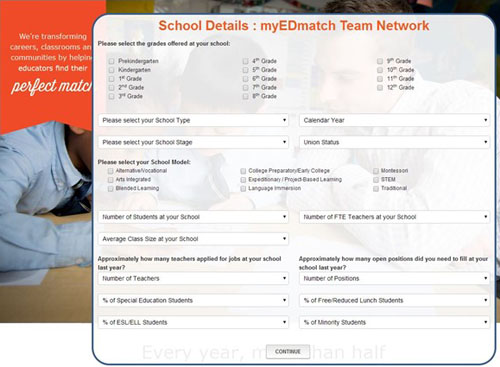 We're transforming
careers, classrooms an
communities by helpin
educators find their
perfect matc
School Details : myEDmatch Team Network
Please select the grades offered at your school:
Prekindergarten 4th Grade 9th Grade
Kindergarten 5th Grade 10th Grade
1st Grade 6th Grade 11th Grade
2nd Grade 7th Grade 12th Grade
3rd Grade 8th Grade
Please select your School Type Calendar Year
Please select your School Stage Union Status
Please select your School Model:
Alternative/Vocational College Preparatory/Early College Montessori
Arts Integrated Expeditionary / Project-Based Learning STEM
Blended Learning Language Immersion Traditional
Number of Students at your School Number of FTE Teachers at your School
Average Class Size at your School
Approximately how many teachers applied for jobs at your school Approximately how many open positions did you need to fill at your
last year? school last year?
Number of Teachers Number of Positions
% of Special Education Students % of Free/Reduced Lunch Students
% of ESL/ELL Students % of Minority Students
Every year, more than half
CONTINUE